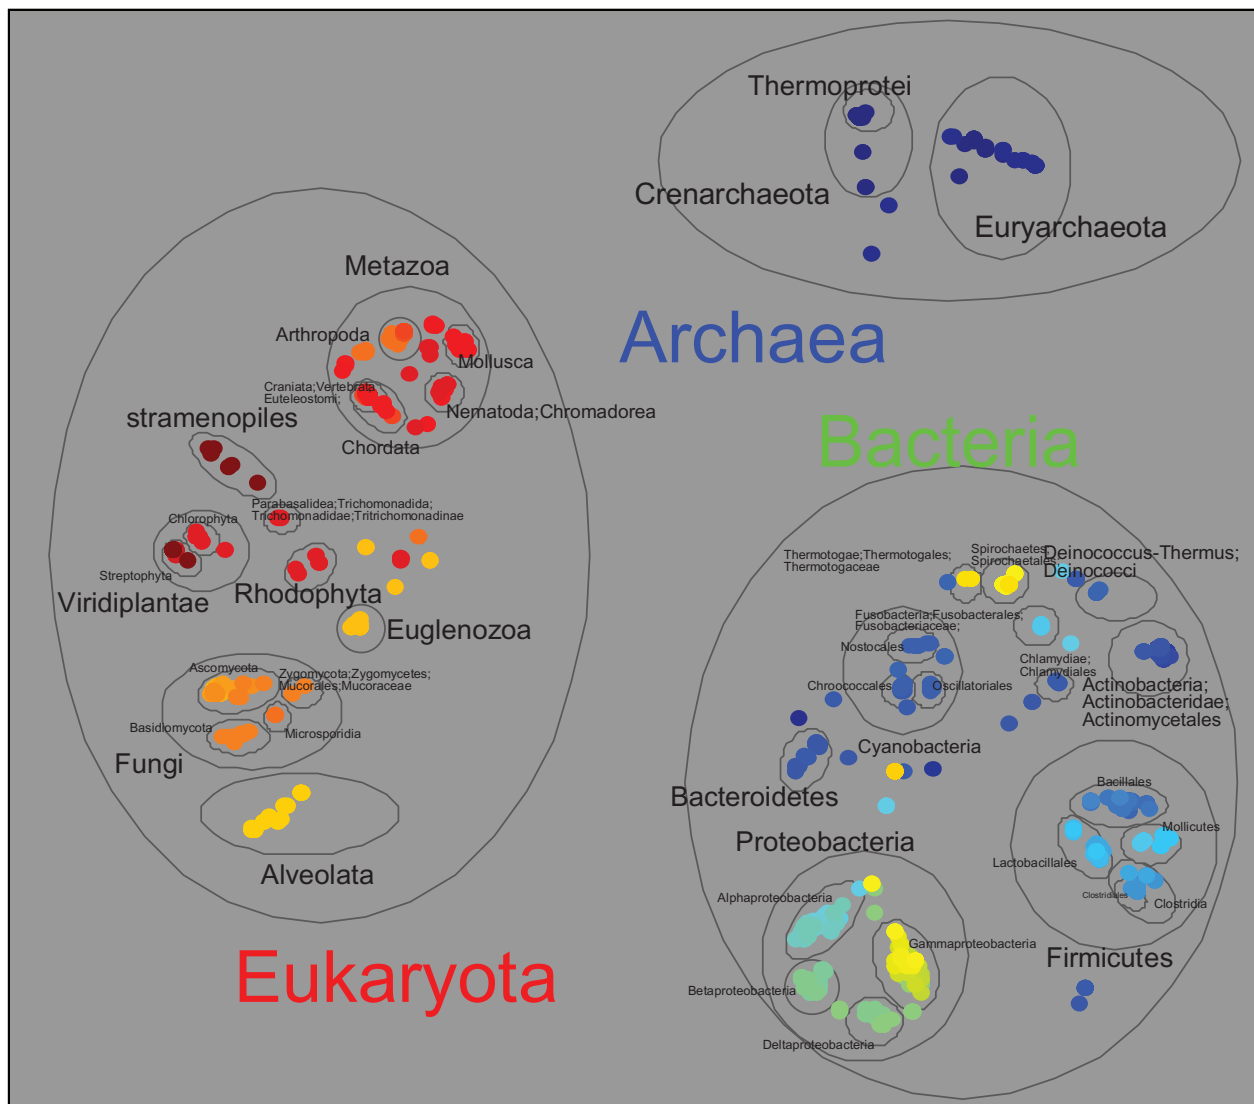 Thermoprotei
Crenarchaeota
Euryarchaeota
Archaea
Metazoa
Arthropoda
Mollusca
Craniata;Vertebrata
Euteleostomi;
Nematoda;Chromadorea
Chordata
stramenopiles
Parabasalidea;Trichomonadida;
Trichomonadidae;Tritrichomonadinae
Chlorophyta
Streptophyta
Viridiplantae
Rhodophyta
Euglenozoa
Ascomycota
Zygomycota;Zygomycetes;
Mucorales;Mucoraceae
Basidiomycota
Microsporidia
Fungi
Alveolata
Eukaryota
Bacteria
Thermotogae;Thermotogales;
Thermotogaceae
Spirochaetes;
Spirochaetales
Deinococcus-Thermus;
Deinococci
Fusobacteria;Fusobacterales;
Fusobacteriaceae;
Nostocales
Chroococcales
Oscillatoriales
Chlamydiae;
Chlamydiales
Actinobacteria;
Actinobacteridae;
Actinomycetales
Cyanobacteria
Bacteroidetes
Bacillales
Mollicutes
Lactobacillales
Clostridiales
Clostridia
Firmicutes
Proteobacteria
Alphaproteobacteria
Gammaproteobacteria
Betaproteobacteria
Deltaproteobacteria